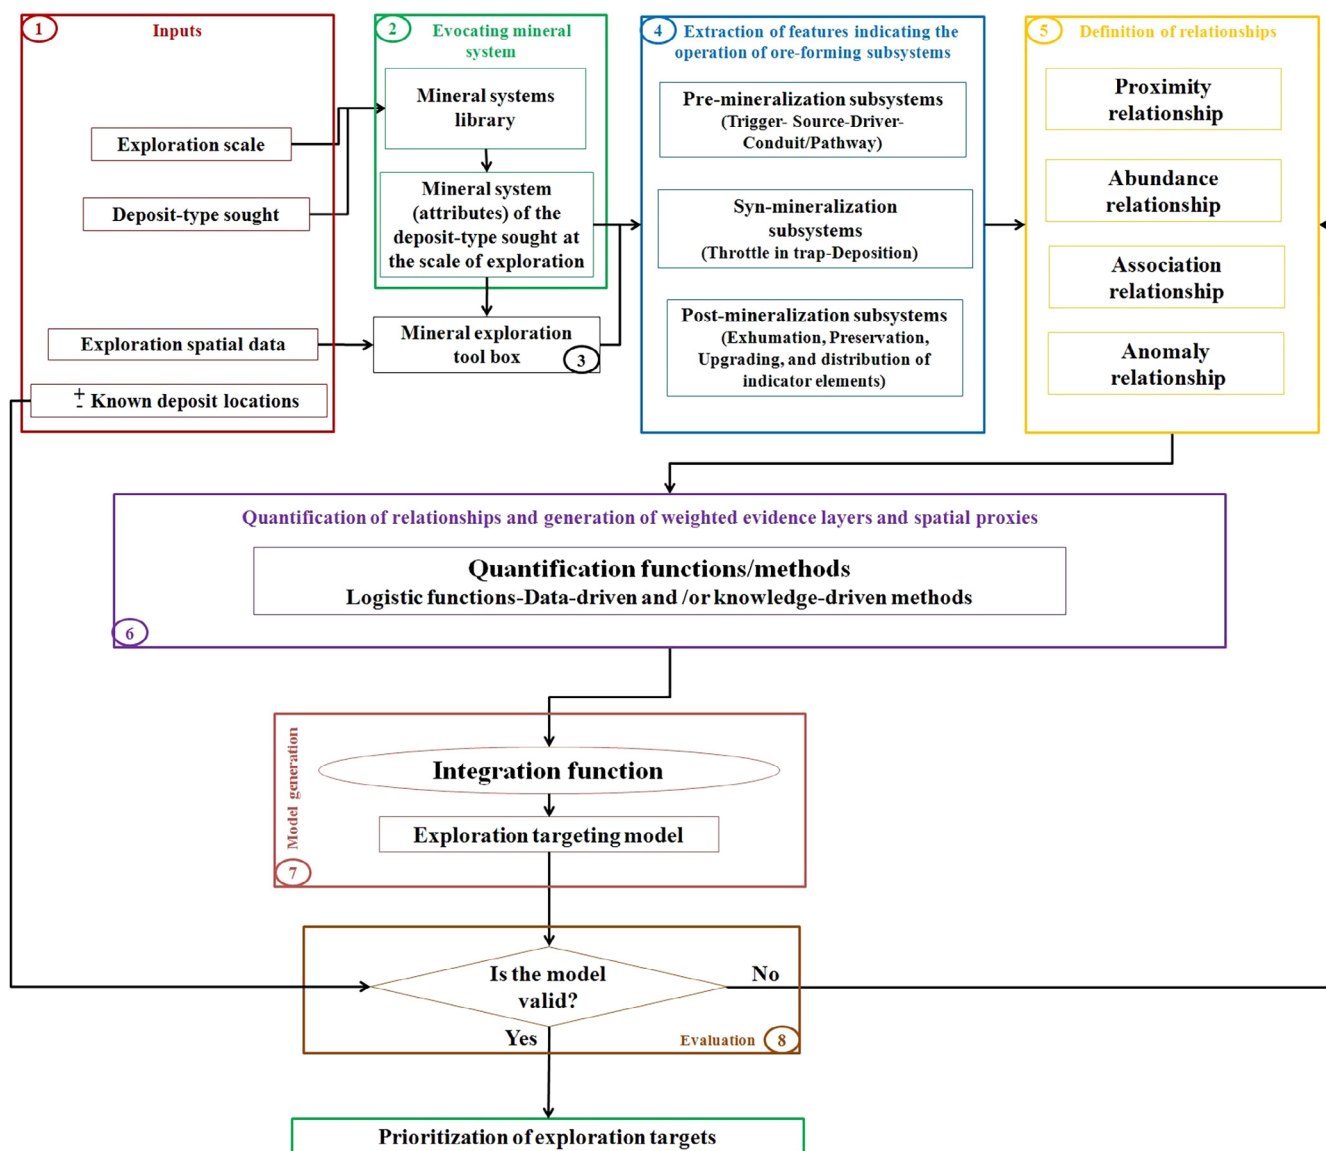 1
Inputs
Exploration scale
Deposit-type sought
Exploration spatial data
+
- Known deposit locations
2
Evocating mineral
system
Mineral systems
library
Mineral system
(attributes) of the
deposit-type sought at
the scale of exploration
Mineral exploration
tool box
3
4
Extraction of features indicating the
operation of ore-forming subsystems
Pre-mineralization subsystems
(Trigger- Source-Driver-
Conduit/Pathway)
Syn-mineralization
subsystems
(Throttle in trap-Deposition)
Post-mineralization subsystems
(Exhumation, Preservation,
Upgrading, and distribution of
indicator elements)
5
Definition of relationships
Proximity
relationship
Abundance
relationship
Association
relationship
Anomaly
relationship
Quantification of relationships and generation of weighted evidence layers and spatial proxies
Quantification functions/methods
Logistic functions-Data-driven and /or knowledge-driven methods
6
Model generation
Integration function
Exploration targeting model
7
Is the model
valid?
No
Yes
Evaluation
8
Prioritization of exploration targets